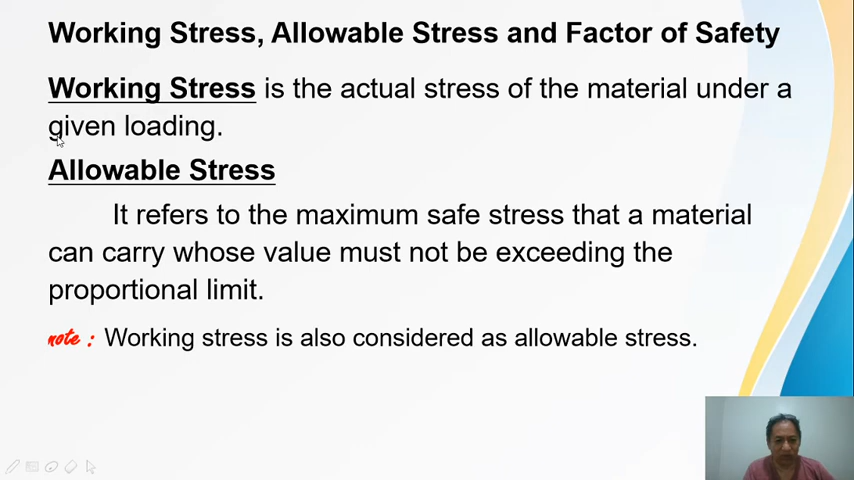 Working Stress, Allowable Stress and Factor of Safety
Working Stress is the actual stress of the material under a
given loading.
Allowable Stress
It refers to the maximum safe stress that a material
can carry whose value must not be exceeding the
proportional limit.
note : Working stress is also considered as allowable stress.